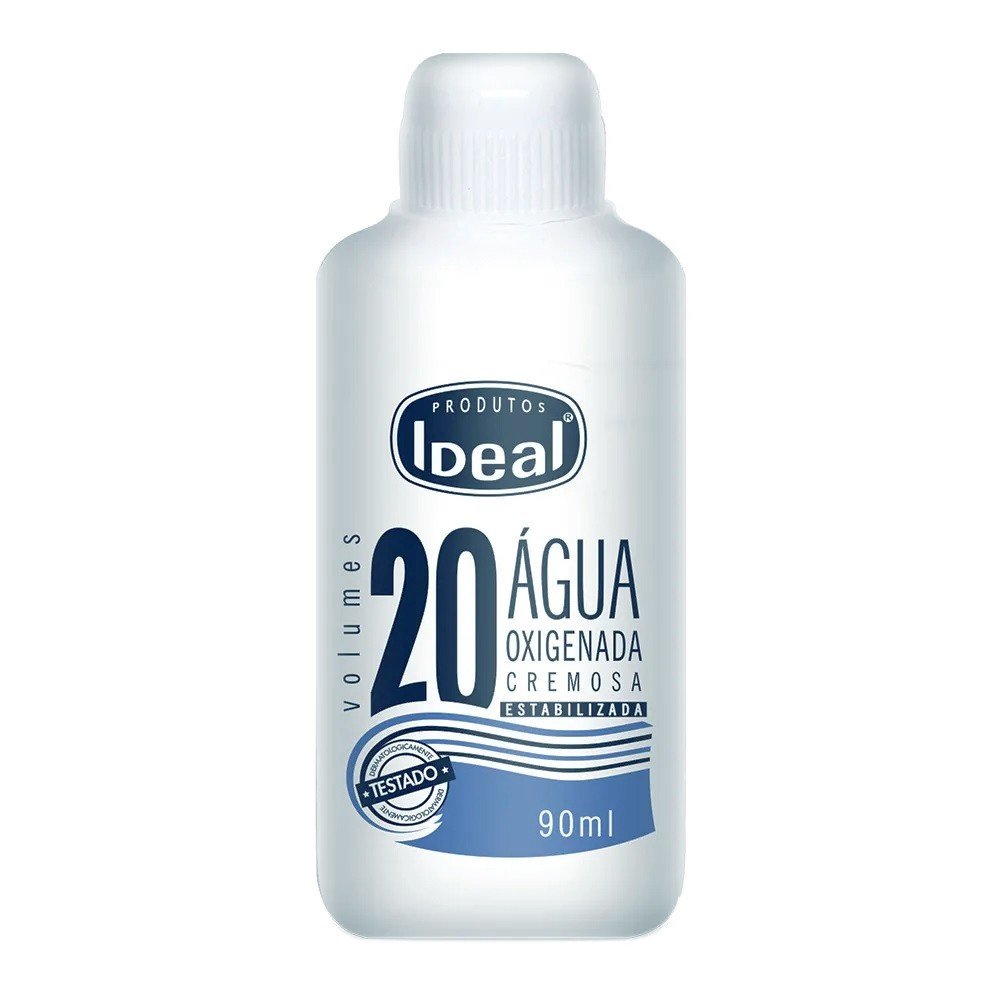 PRODUTOS
IDeal®
volumes
20
ÁGUA
OXIGENADA
CREMOSA
ESTABILIZADA
DERMATOLOGICAMENTE
★ TESTADO ★
DERMATOLOGICAMENTE
90ml